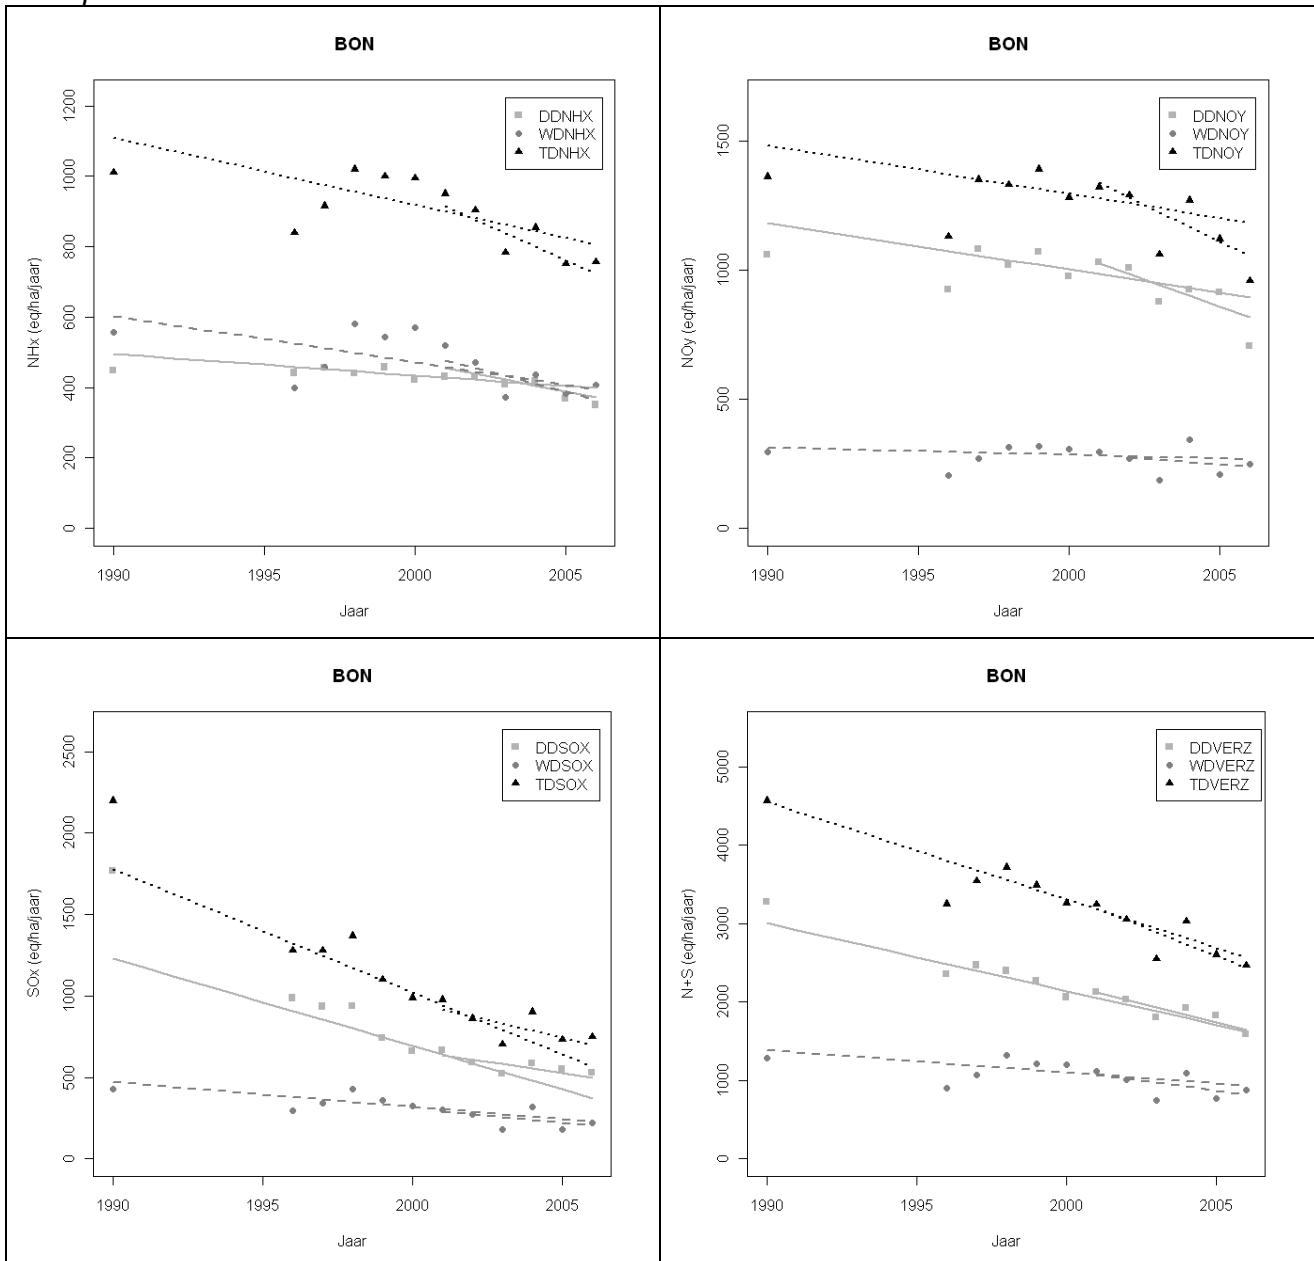 BON
NHx (eq/ha/jaar)
1200
1000
800
600
400
200
0
DDNHX
WDNHX
TDNHX
1990 1995 2000 2005
Jaar
BON
NOy (eq/ha/jaar)
1500
1000
500
0
DDNOY
WDNOY
TDNOY
1990 1995 2000 2005
Jaar
BON
SOx (eq/ha/jaar)
2500
2000
1500
1000
500
0
DDSOX
WDSOX
TDSOX
1990 1995 2000 2005
Jaar
BON
N+S (eq/ha/jaar)
5000
4000
3000
2000
1000
0
DDVERZ
WDVERZ
TDVERZ
1990 1995 2000 2005
Jaar